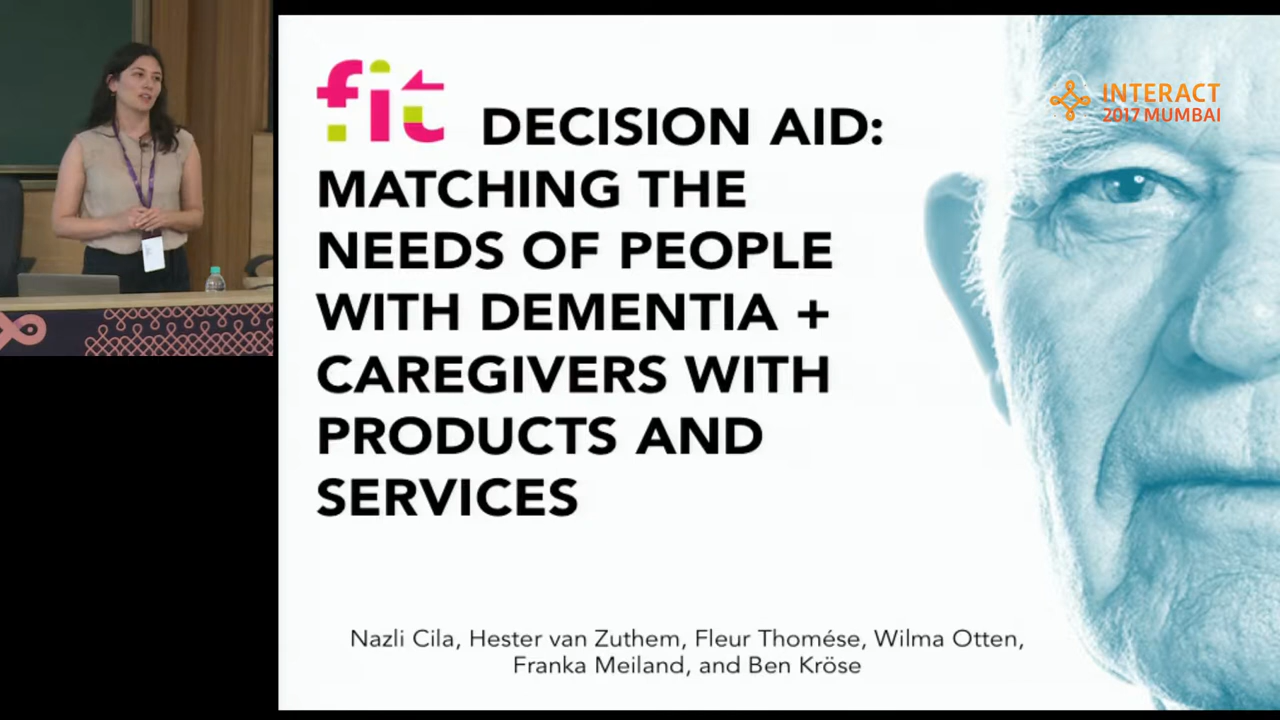 fit DECISION AID:
MATCHING THE
NEEDS OF PEOPLE
WITH DEMENTIA +
CAREGIVERS WITH
PRODUCTS AND
SERVICES
INTERACT
2017 MUMBAI
Nazli Cila, Hester van Zuthem, Fleur Thomése, Wilma Otten,
Franka Meiland, and Ben Kröse